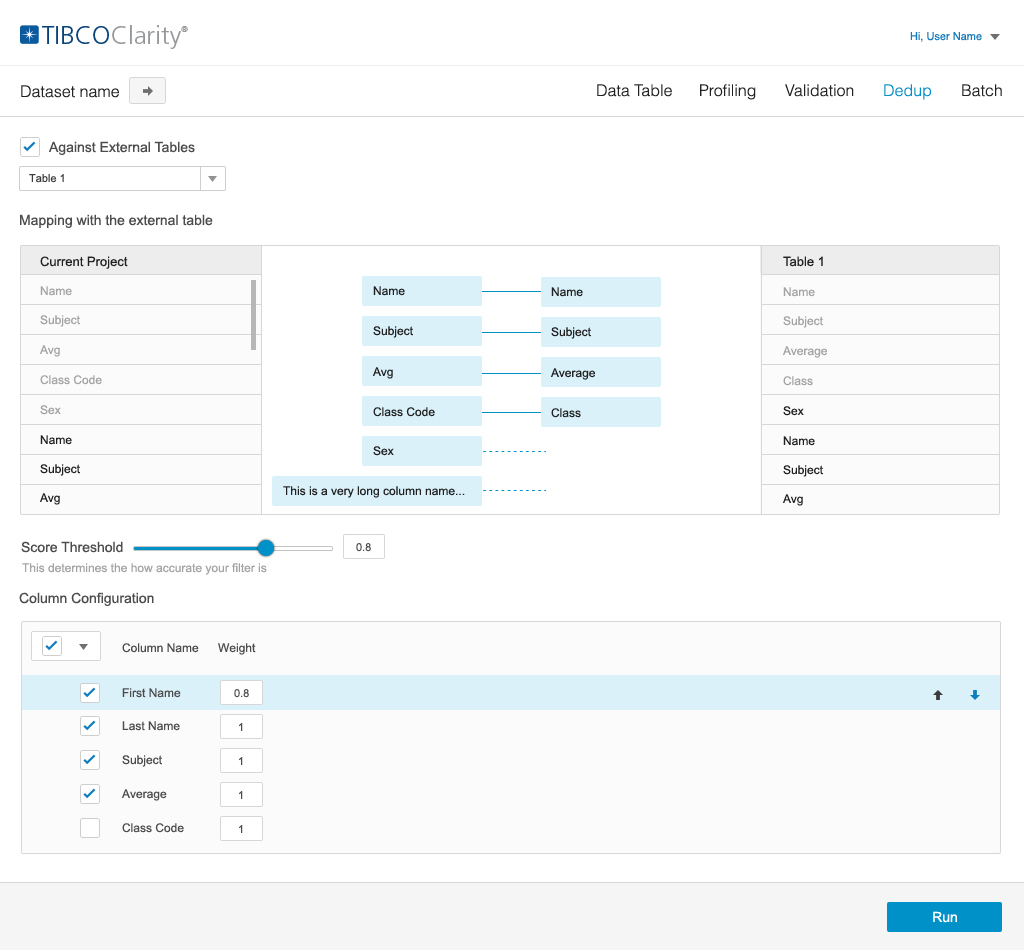 TIBCOClarity®
Hi, User Name
Dataset name
Data Table Profiling Validation Dedup Batch
Against External Tables
Table 1
Mapping with the external table
Current Project
Name
Subject
Avg
Class Code
Sex
Name
Subject
Avg
Name Name
Subject Subject
Avg Average
Class Code Class
Sex
This is a very long column name...
Table 1
Name
Subject
Average
Class
Sex
Name
Subject
Avg
Score Threshold 0.8
This determines the how accurate your filter is
Column Configuration
Column Name Weight
First Name 0.8
Last Name 1
Subject 1
Average 1
Class Code 1
Run